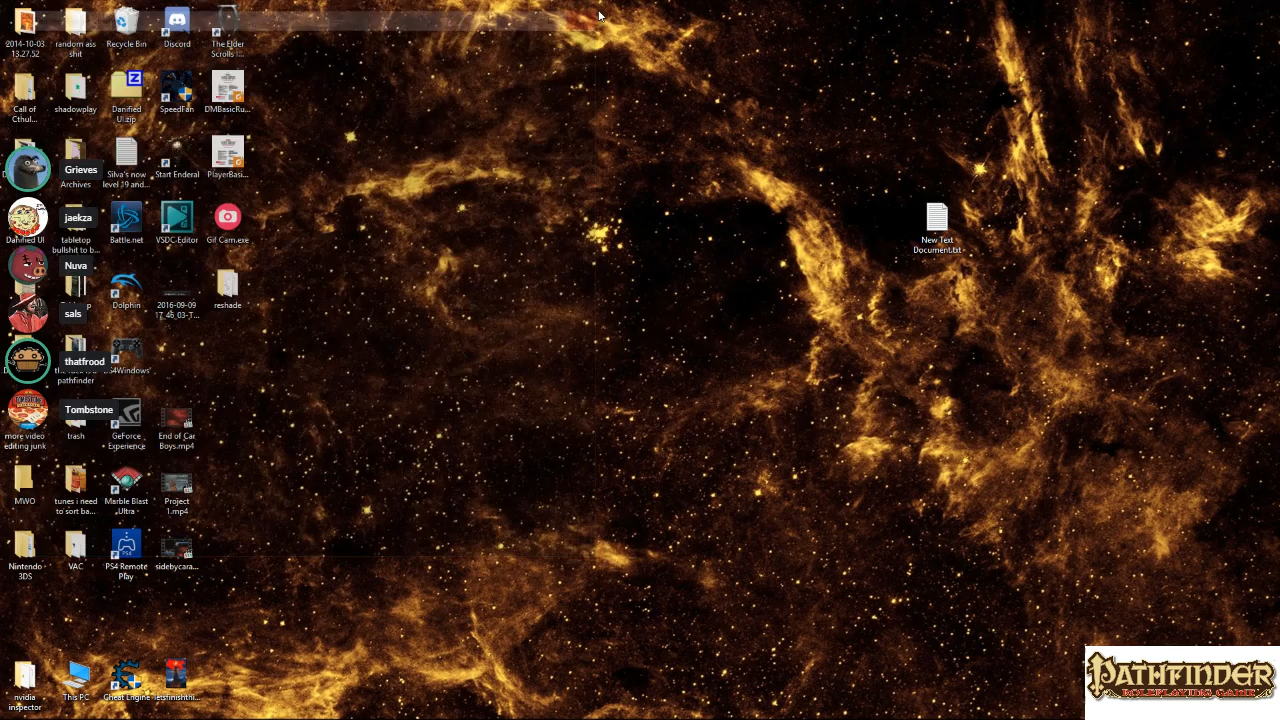 2014-10-03
13.27.52
random ass
shit
Recycle Bin
Discord
The Elder
Scrolls I...
Call of
Cthul...
shadowplay
Danified
UI.zip
SpeedFan
DMBasicRu...
Grieves
Archives
Silva's now
level 19 and...
Start Enderal
PlayerBasi...
jaekza
Danified UI
tabletop
bullshit to b...
Battle.net
VSDC-Editor
Gif Cam.exe
New Text
Document.txt
Nuva
Dolphin
2016-09-09
17_46_03-T...
reshade
sals
thatfrood
pathfinder
DS4Windows
Tombstone
more video
editing junk
trash
GeForce
Experience
End of Car
Boys.mp4
MWO
tunes i need
to sort ba...
Marble Blast
Ultra
Project
1.mp4
Nintendo
3DS
VAC
PS4 Remote
Play
sidebycara...
nvidia
inspector
This PC
Cheat Engine
letsfinishthi...
PATHFINDER
ROLEPLAYING GAME